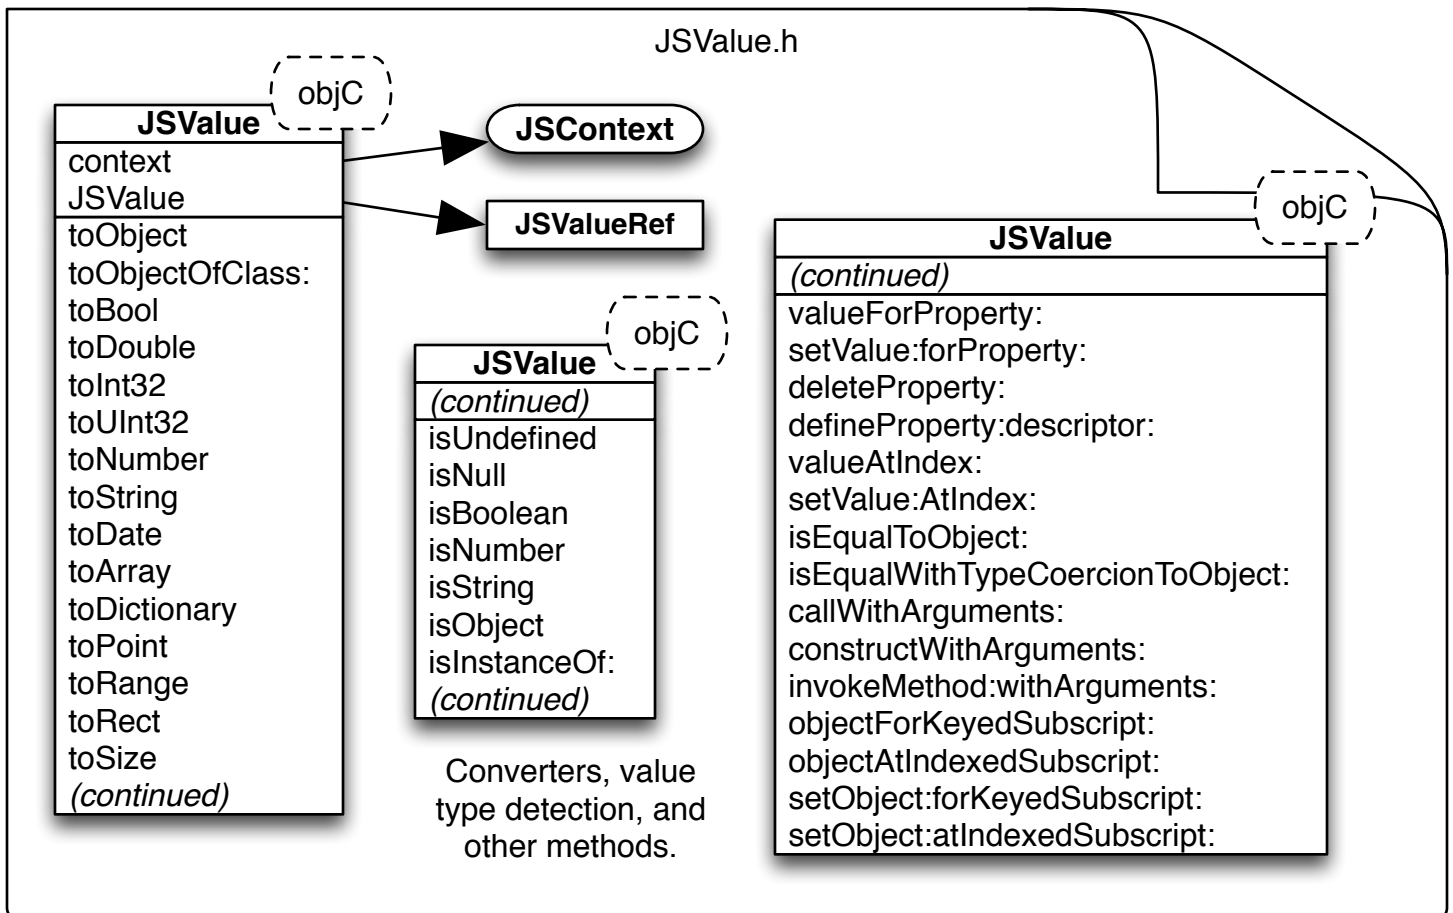 JSValue.h
objC
JSValue
context
JSValue
toObject
toObjectOfClass:
toBool
toDouble
toInt32
toUInt32
toNumber
toString
toDate
toArray
toDictionary
toPoint
toRange
toRect
toSize
(continued)
JSContext
JSValueRef
objC
JSValue
(continued)
isUndefined
isNull
isBoolean
isNumber
isString
isObject
isInstanceOf:
(continued)
Converters, value
type detection, and
other methods.
objC
JSValue
(continued)
valueForProperty:
setValue:forProperty:
deleteProperty:
defineProperty:descriptor:
valueAtIndex:
setValue:AtIndex:
isEqualToObject:
isEqualWithTypeCoercionToObject:
callWithArguments:
constructWithArguments:
invokeMethod:withArguments:
objectForKeyedSubscript:
objectAtIndexedSubscript:
setObject:forKeyedSubscript:
setObject:atIndexedSubscript: